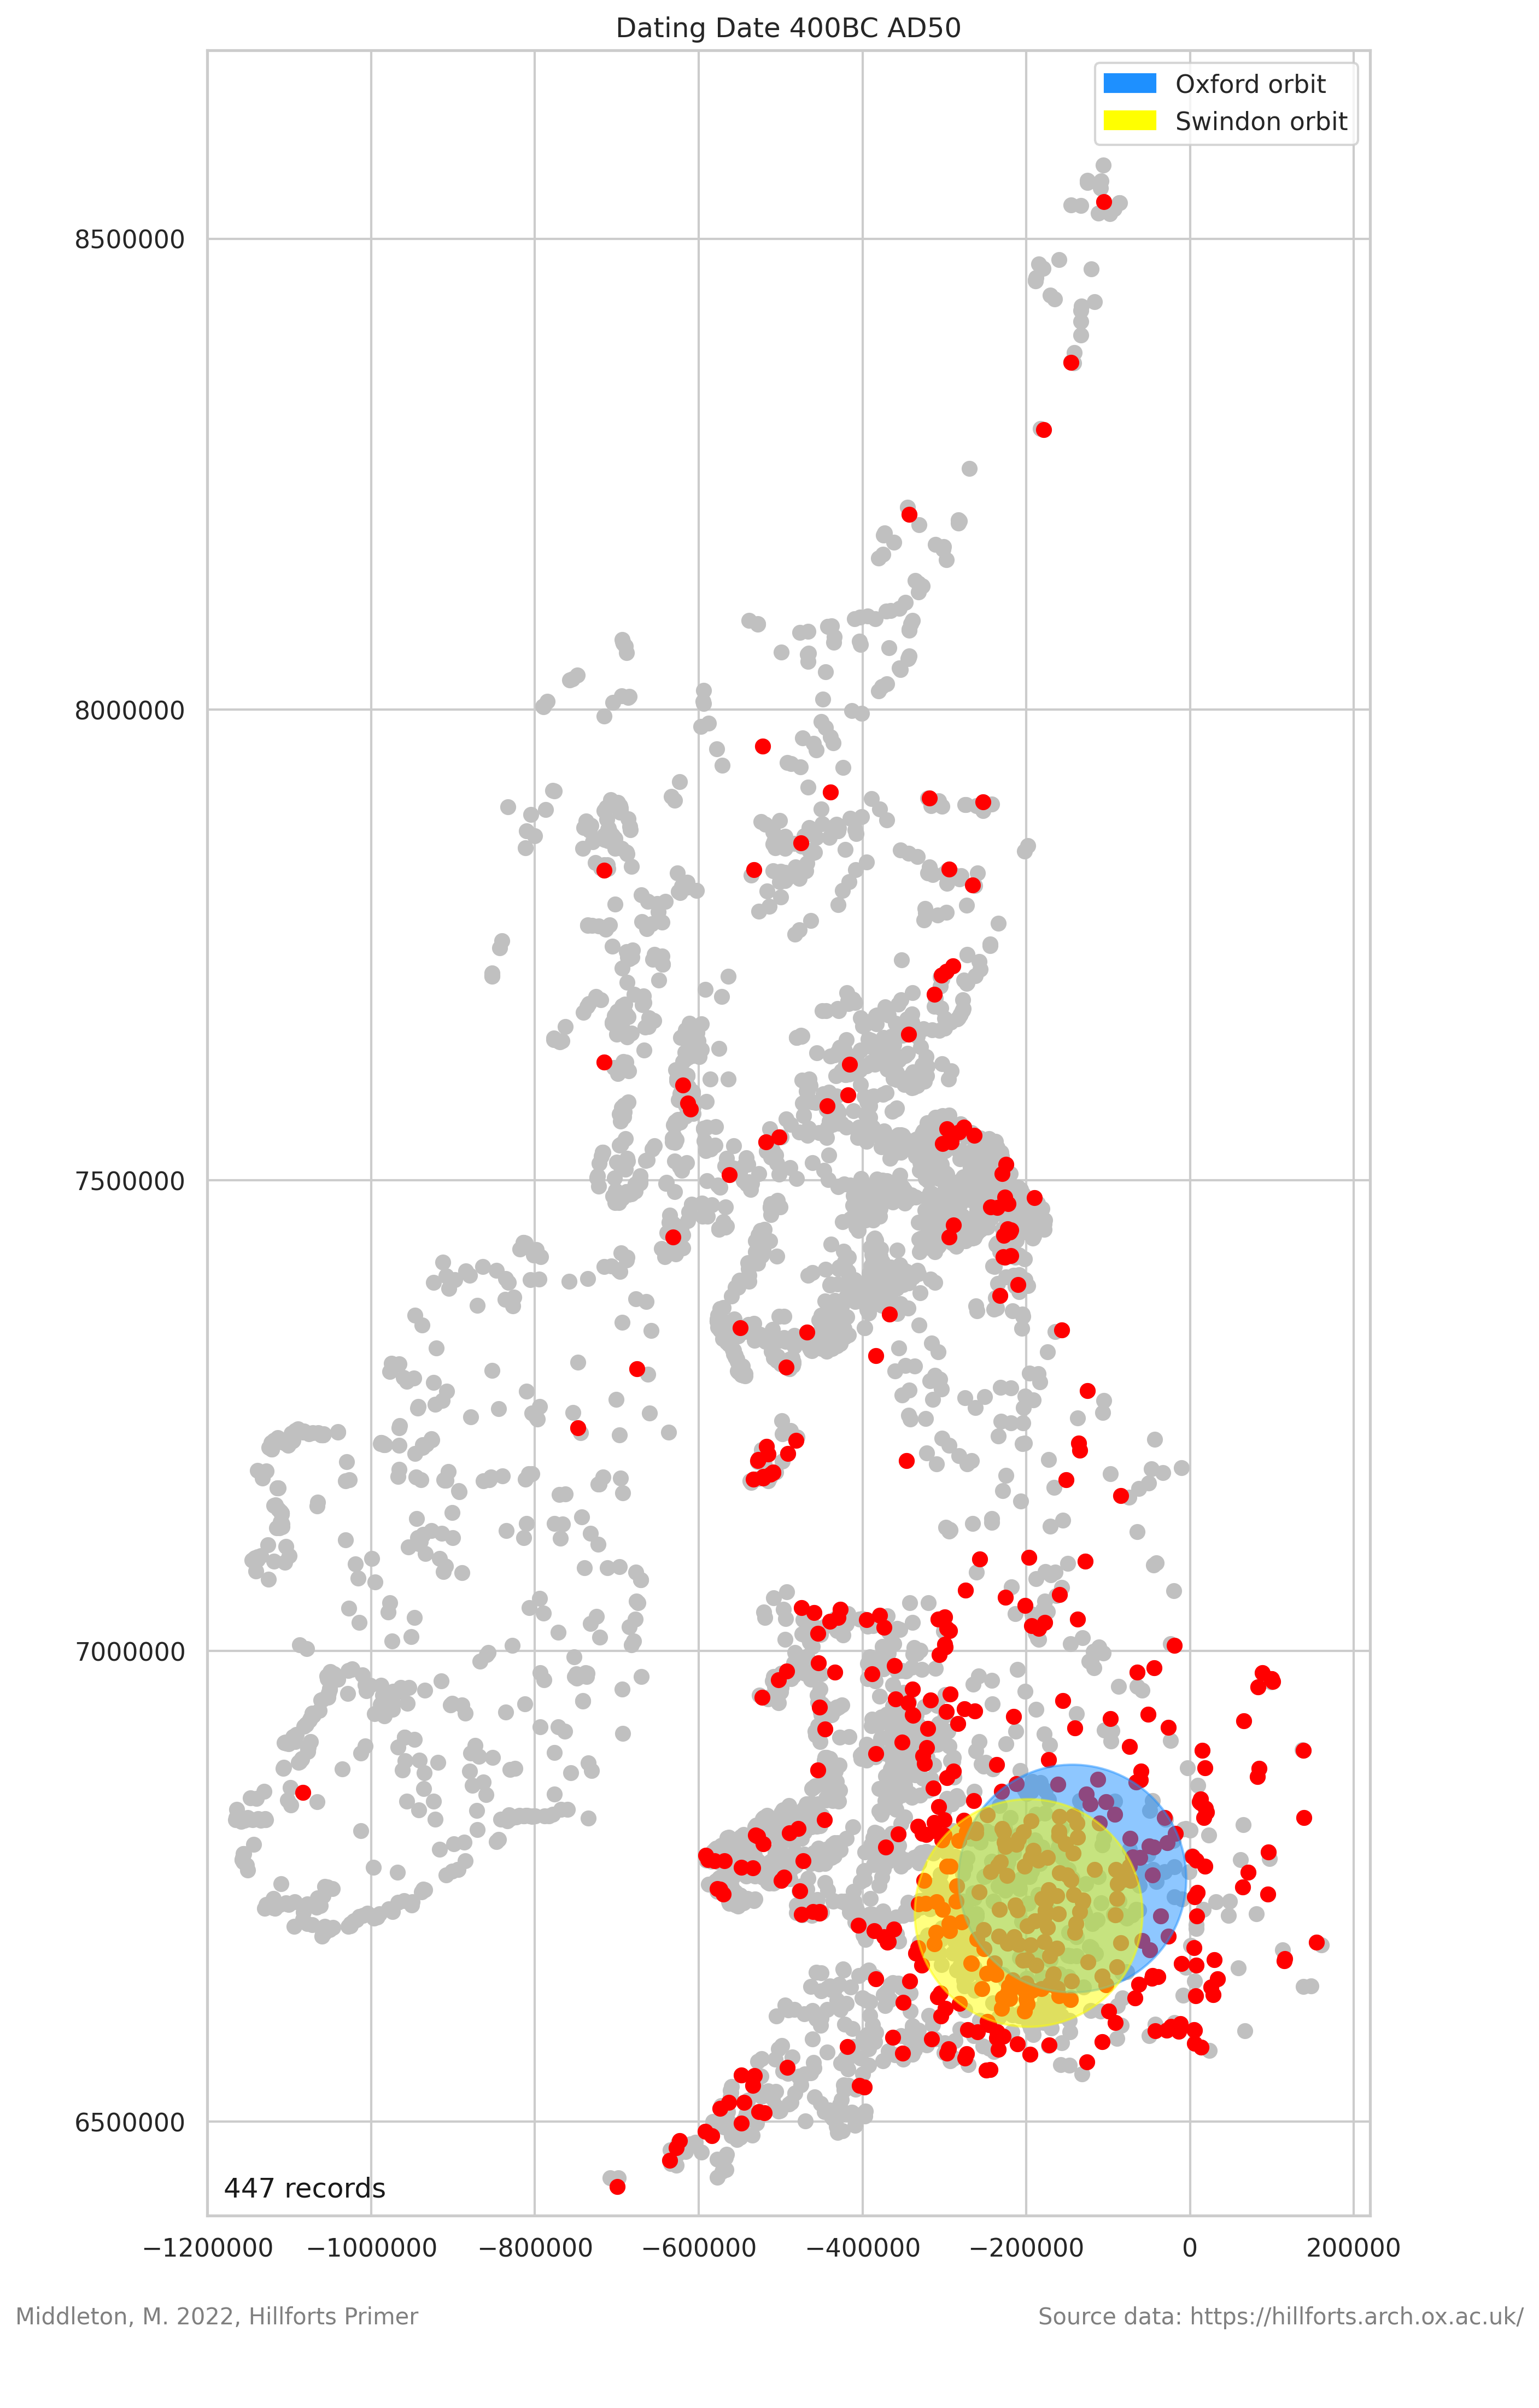 Dating Date 400BC AD50
Oxford orbit
Swindon orbit
8500000
8000000
7500000
7000000
6500000
447 records
−1200000 −1000000 −800000 −600000 −400000 −200000 0 200000
Middleton, M. 2022, Hillforts Primer
Source data: https://hillforts.arch.ox.ac.uk/